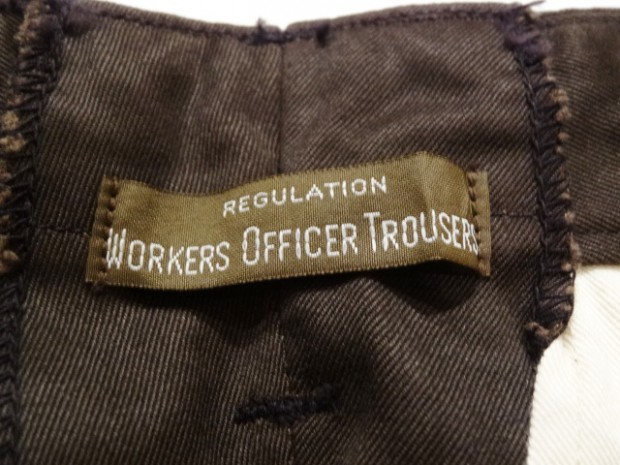 REGULATION
WORKERS OFFICER TROUSERS